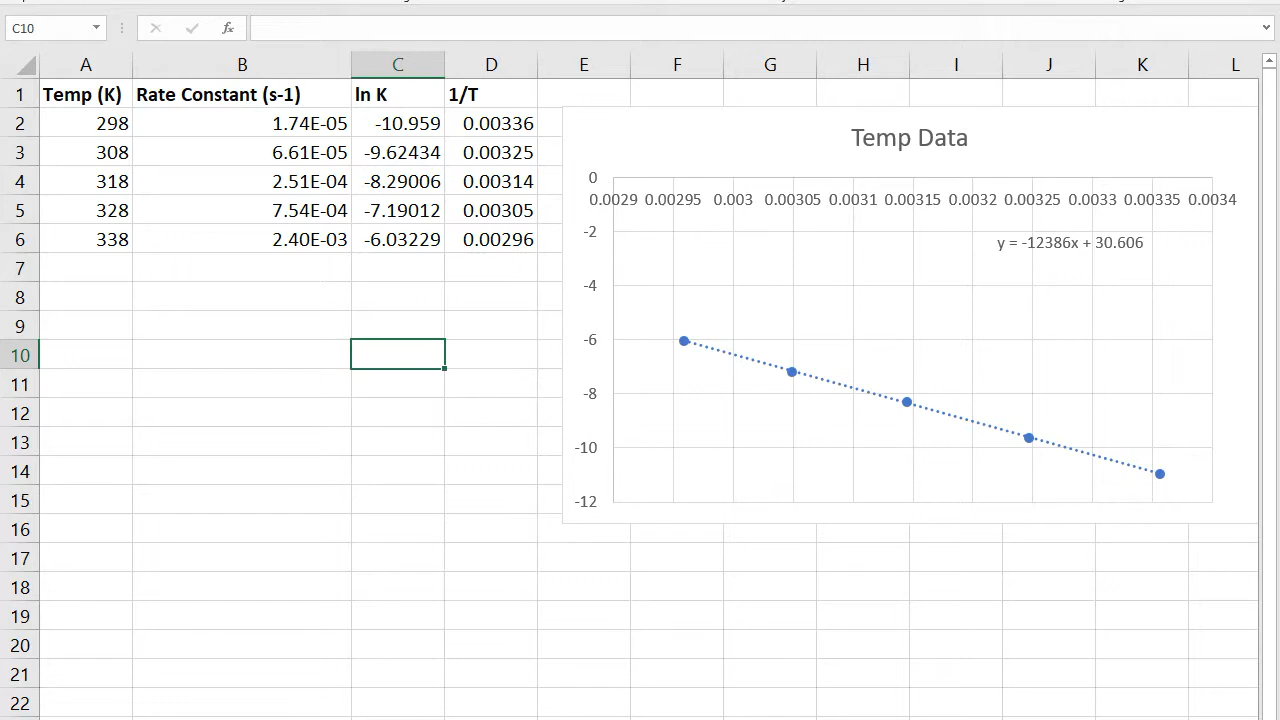 C10
fx
A B C D E F G H I J K L
1 Temp (K) Rate Constant (s-1) ln K 1/T
2 298 1.74E-05 -10.959 0.00336
3 308 6.61E-05 -9.62434 0.00325
4 318 2.51E-04 -8.29006 0.00314
5 328 7.54E-04 -7.19012 0.00305
6 338 2.40E-03 -6.03229 0.00296
7
8
9
10
11
12
13
14
15
16
17
18
19
20
21
22
Temp Data
0
0.0029 0.00295 0.003 0.00305 0.0031 0.00315 0.0032 0.00325 0.0033 0.00335 0.0034
-2
y = -12386x + 30.606
-4
-6
-8
-10
-12